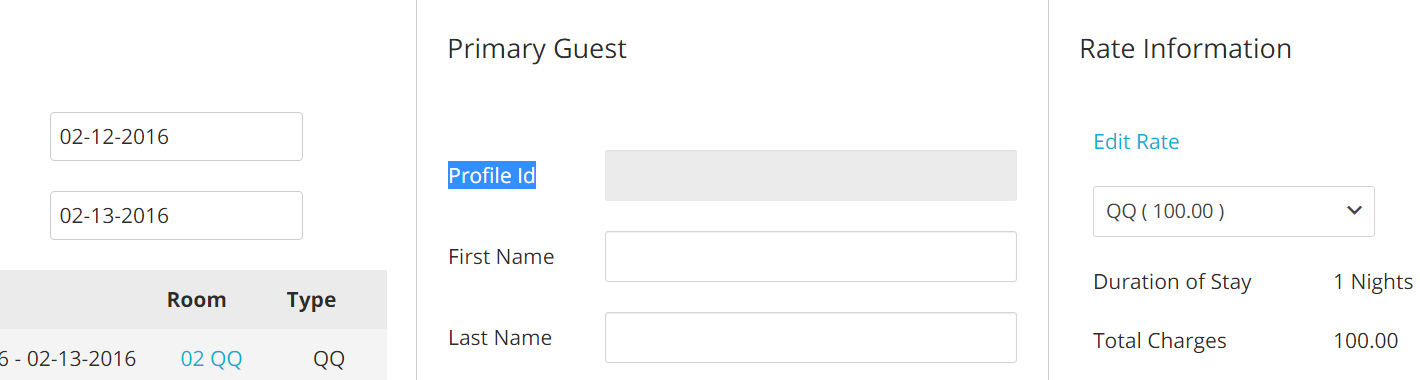 02-12-2016
02-13-2016
Room Type
6 - 02-13-2016 02 QQ QQ
Primary Guest
Profile Id
First Name
Last Name
Rate Information
Edit Rate
QQ ( 100.00 )
Duration of Stay 1 Nights
Total Charges 100.00